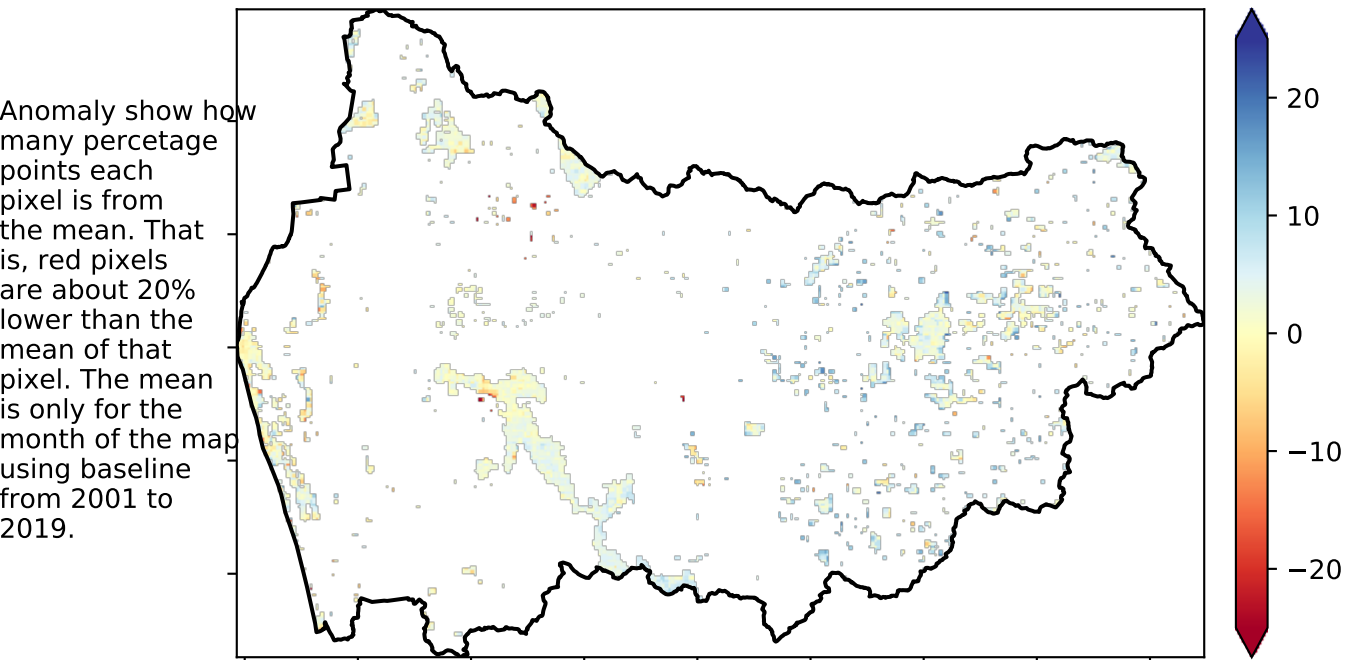 Anomaly show how
many percetage
points each
pixel is from
the mean. That
is, red pixels
are about 20%
lower than the
mean of that
pixel. The mean
is only for the
month of the map
using baseline
from 2001 to
2019.
20
10
0
−10
−20